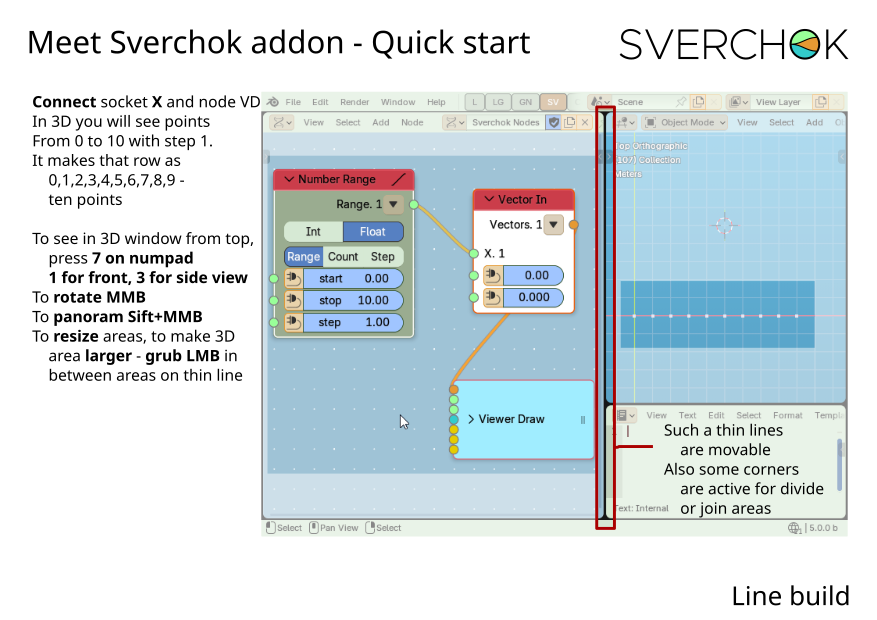 Meet Sverchok addon - Quick start
SVERCHOK
Connect socket X and node VD
In 3D you will see points
From 0 to 10 with step 1.
It makes that row as
0,1,2,3,4,5,6,7,8,9 -
ten points
To see in 3D window from top,
press 7 on numpad
1 for front, 3 for side view
To rotate MMB
To panoram Sift+MMB
To resize areas, to make 3D
area larger - grub LMB in
between areas on thin line
File Edit Render Window Help L LG GN SV Scene View Layer
View Select Add Node Sverchok Nodes Object Mode View Select Add
Top Orthographic
(107) Collection
Meters
Number Range
Range. 1
Int Float
Range Count Step
start 0.00
stop 10.00
step 1.00
Vector In
Vectors. 1
X. 1
0.00
0.000
Viewer Draw
View Text Edit Select Format Templ
Such a thin lines
are movable
Also some corners
are active for divide
or join areas
Text: Internal
Select Pan View Select 5.0.0 b
Line build